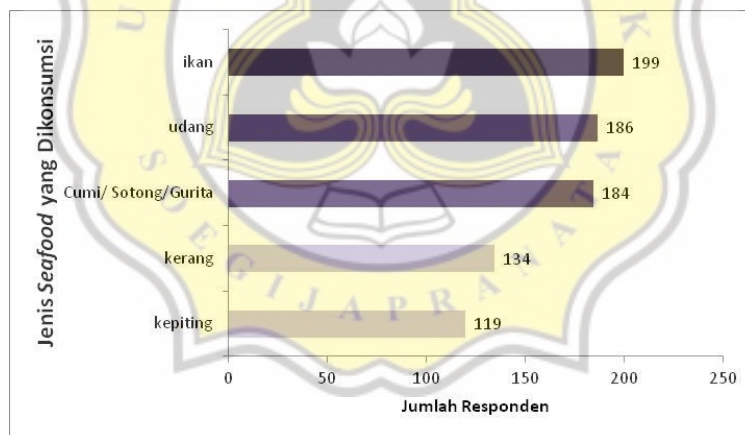 Jenis Seafood yang Dikonsumsi
ikan 199
udang 186
Cumi/ Sotong/Gurita 184
kerang 134
kepiting 119
0 50 100 150 200 250
Jumlah Responden
U K
SOEGIJAPRANATA